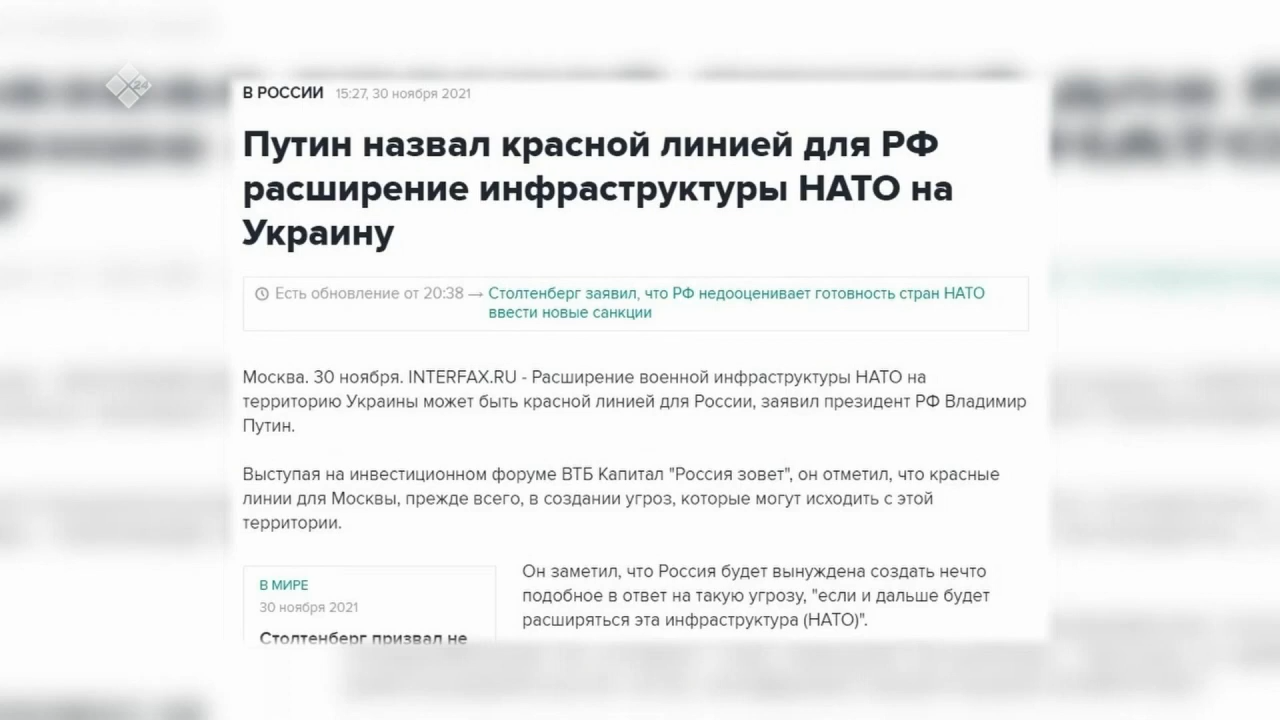 X24
В РОССИИ 15:27, 30 ноября 2021
Путин назвал красной линией для РФ
расширение инфраструктуры НАТО на
Украину
Есть обновление от 20:38 → Столтенберг заявил, что РФ недооценивает готовность стран НАТО
ввести новые санкции
Москва. 30 ноября. INTERFAX.RU - Расширение военной инфраструктуры НАТО на
территорию Украины может быть красной линией для России, заявил президент РФ Владимир
Путин.
Выступая на инвестиционном форуме ВТБ Капитал "Россия зовет", он отметил, что красные
линии для Москвы, прежде всего, в создании угроз, которые могут исходить с этой
территории.
Он заметил, что Россия будет вынуждена создать нечто
подобное в ответ на такую угрозу, "если и дальше будет
расширяться эта инфраструктура (НАТО)".
В МИРЕ
30 ноября 2021
Столтенберг призвал не